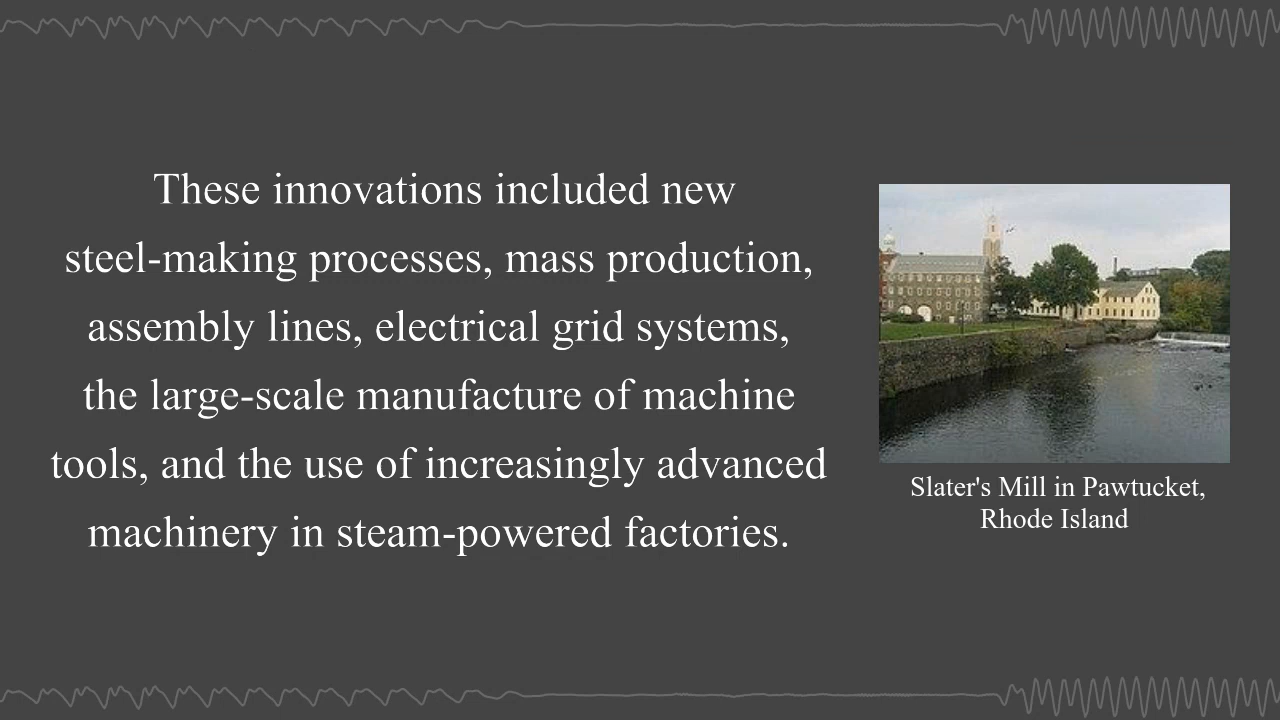 These innovations included new
steel-making processes, mass production,
assembly lines, electrical grid systems,
the large-scale manufacture of machine
tools, and the use of increasingly advanced
machinery in steam-powered factories.
Slater's Mill in Pawtucket,
Rhode Island